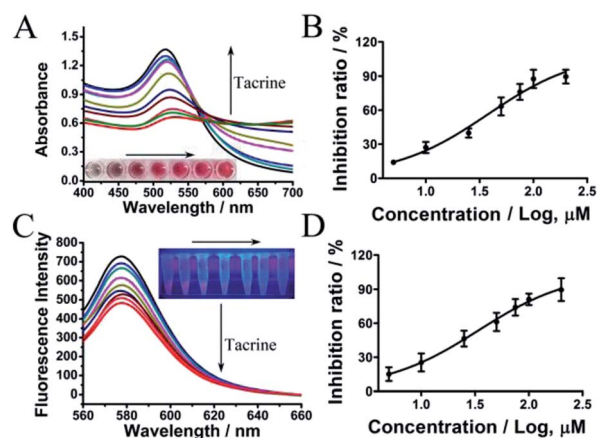 A
1.5
1.2
0.9
0.6
0.3
0.0
Absorbance
Tacrine
400 450 500 550 600 650 700
Wavelength / nm
B
120
90
60
30
0
Inhibition ratio / %
0.5 1.0 1.5 2.0 2.5
Concentration / Log, μM
C
800
700
600
500
400
300
200
100
0
Fluorescence Intensity
Tacrine
560 580 600 620 640 660
Wavelength / nm
D
120
90
60
30
0
Inhibition ratio / %
1.0 1.5 2.0 2.5
Concentration / Log, μM